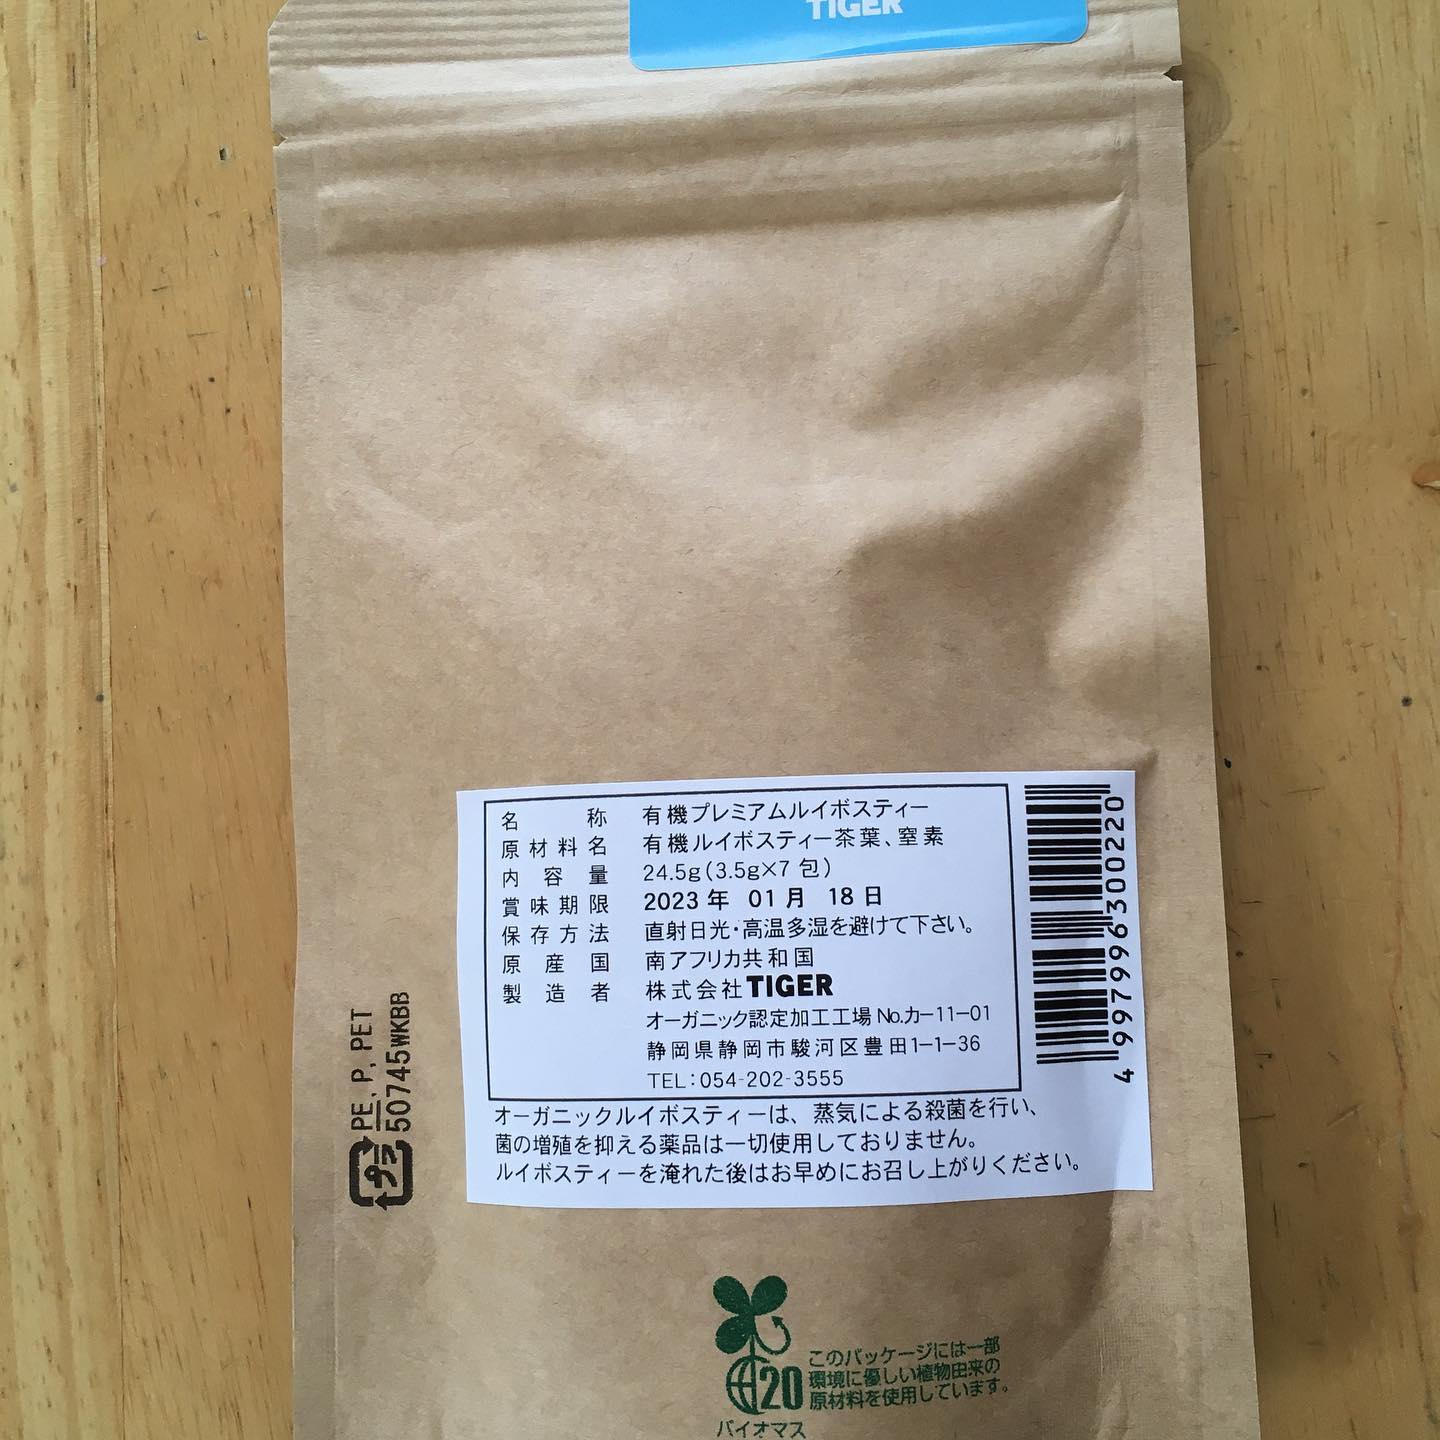 TIGER
名称 有機プレミアムルイボスティー
原材料名 有機ルイボスティー茶葉、窒素
内容量 24.5g(3.5g×7包)
賞味期限 2023年 01月 18日
保存方法 直射日光・高温多湿を避けて下さい。
原産国 南アフリカ共和国
製造者 株式会社TIGER
オーガニック認定加工工場No.カー11-01
静岡県静岡市駿河区豊田1-1-36
TEL:054-202-3555
4997996300220
オーガニックルイボスティーは、蒸気による殺菌を行い、
菌の増殖を抑える薬品は一切使用しておりません。
ルイボスティーを淹れた後はお早めにお召し上がりください。
プラ
PE, P, PET
50745WKBB
20
バイオマス
このパッケージには一部
環境に優しい植物由来の
原材料を使用しています。